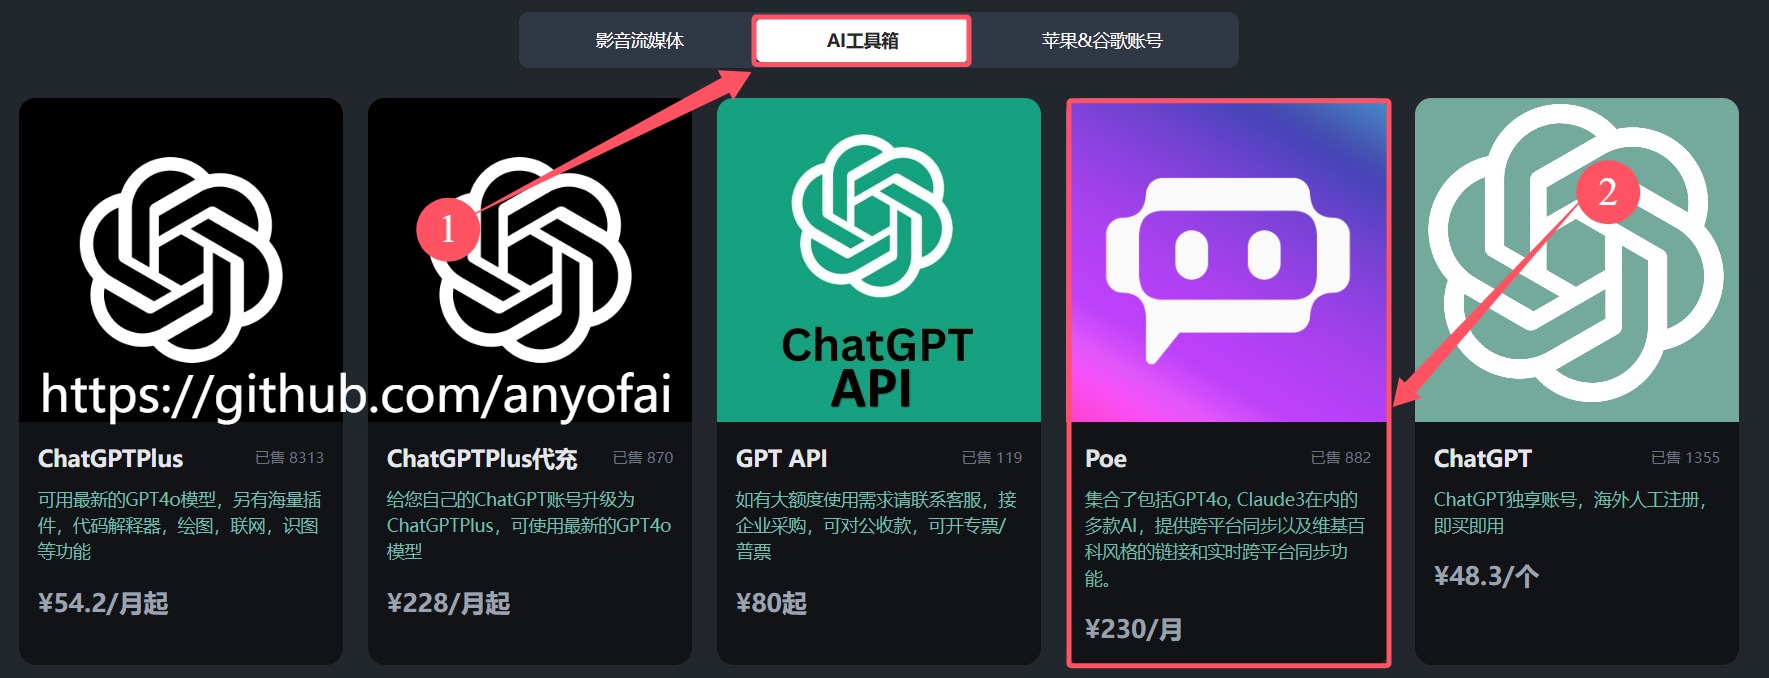 影音流媒体
AI工具箱
苹果&谷歌账号
1
2
ChatGPT
API
https://github.com/anyofai
ChatGPTPlus
已售 8313
可用最新的GPT4o模型，另有海量插
件，代码解释器，绘图，联网，识图
等功能
¥54.2/月起
ChatGPTPlus代充
已售 870
给您自己的ChatGPT账号升级为
ChatGPTPlus，可使用最新的GPT4o
模型
¥228/月起
GPT API
已售 119
如有大额度使用需求请联系客服，接
企业采购，可对公收款，可开专票/
普票
¥80起
Poe
已售 882
集合了包括GPT4o, Claude3在内的
多款AI，提供跨平台同步以及维基百
科风格的链接和实时跨平台同步功
能。
¥230/月
ChatGPT
已售 1355
ChatGPT独享账号，海外人工注册，
即买即用
¥48.3/个